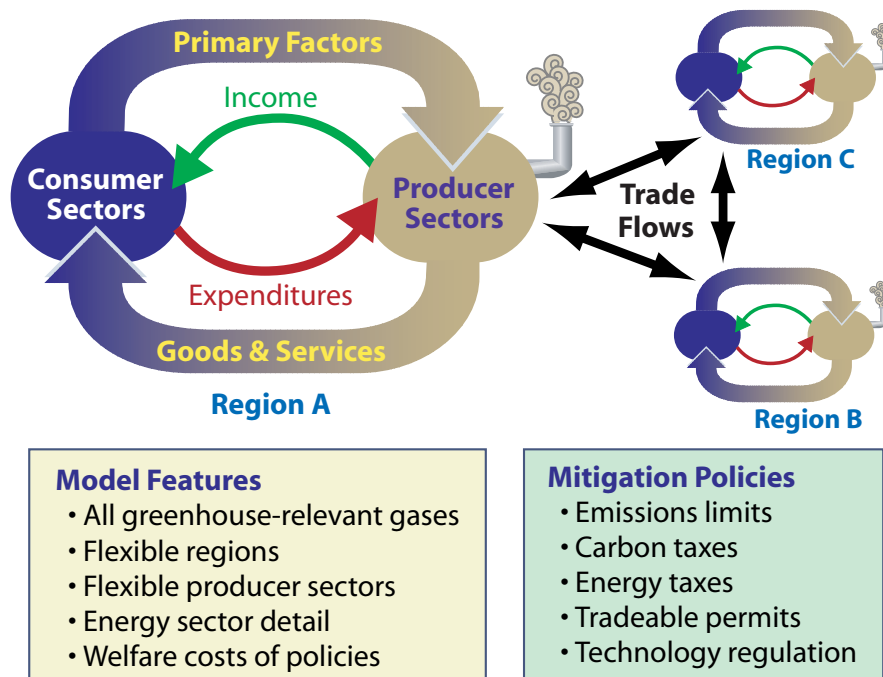 Primary Factors
Income
Consumer
Sectors
Producer
Sectors
Expenditures
Goods & Services
Region A
Trade
Flows
Region C
Region B
Model Features
• All greenhouse-relevant gases
• Flexible regions
• Flexible producer sectors
• Energy sector detail
• Welfare costs of policies
Mitigation Policies
• Emissions limits
• Carbon taxes
• Energy taxes
• Tradeable permits
• Technology regulation